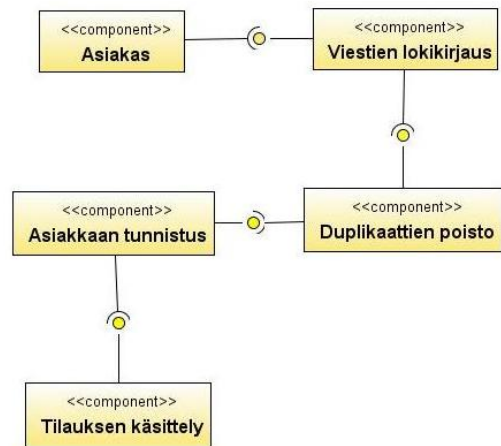 <<component>>
Asiakas
<<component>>
Viestien lokikirjaus
<<component>>
Asiakkaan tunnistus
<<component>>
Duplikaattien poisto
<<component>>
Tilauksen käsittely